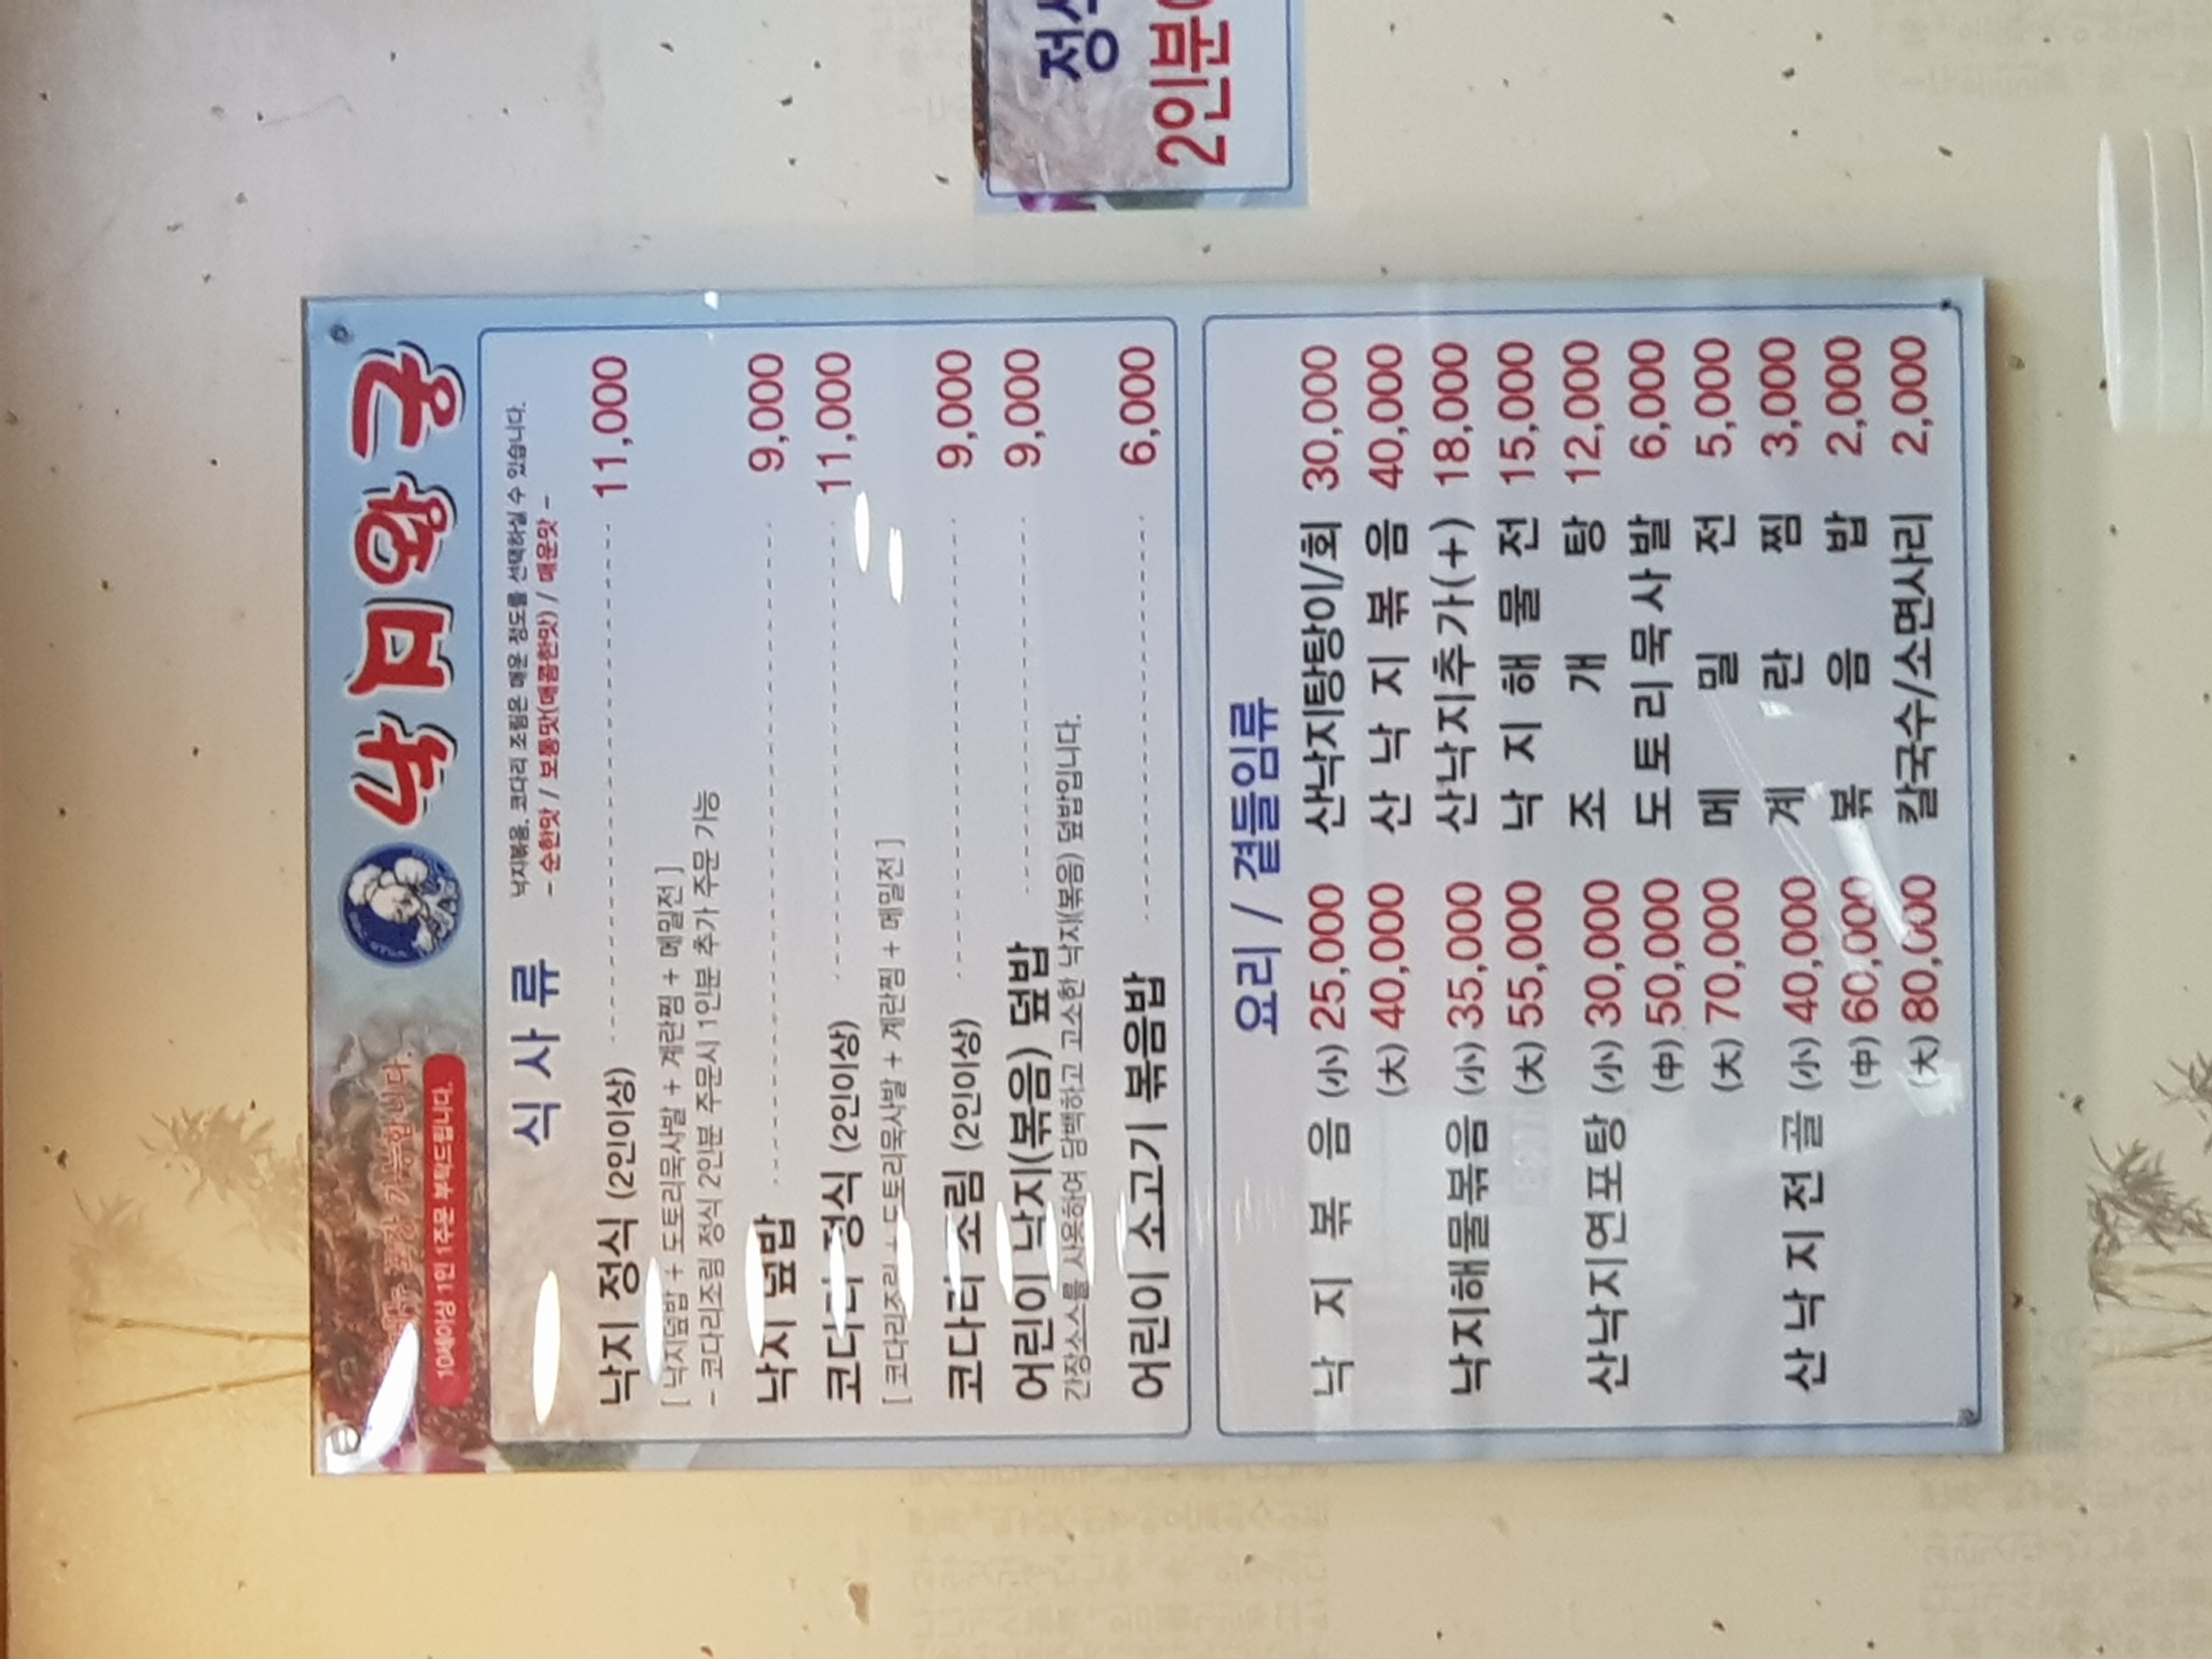 낙지왕국
포장 가능합니다.
10세이상 1인 1주문 부탁드립니다.
식 사 류
낙지볶음, 코다리 조림은 매운 정도를 선택하실 수 있습니다.
- 순한맛 / 보통맛(매콤한맛) / 매운맛 -
낙지 정식 (2인이상) 11,000
[ 낙지덮밥 + 도토리묵사발 + 계란찜 + 메밀전 ]
- 코다리조림 정식 2인분 주문시 1인분 추가 주문 가능
낙지 덮밥 9,000
코다리 정식 (2인이상) 11,000
[ 코다리조림 + 도토리묵사발 + 계란찜 + 메밀전 ]
코다리 조림 (2인이상) 9,000
어린이 낙지(볶음) 덮밥 9,000
간장소스를 사용하여 담백하고 고소한 낙지(볶음) 덮밥입니다.
어린이 소고기 볶음밥 6,000
요리 / 곁들임류
낙 지 볶 음 (小) 25,000
(大) 40,000
낙지해물볶음 (小) 35,000
(大) 55,000
산낙지연포탕 (小) 30,000
(中) 50,000
(大) 70,000
산 낙 지 전 골 (小) 40,000
(中) 60,000
(大) 80,000
산낙지탕탕이/회 30,000
산 낙 지 볶 음 40,000
산낙지추가(+) 18,000
낙 지 해 물 전 15,000
조 개 탕 12,000
도토리묵사발 6,000
메 밀 전 5,000
계 란 찜 3,000
볶 음 밥 2,000
칼국수/소면사리 2,000
2인분